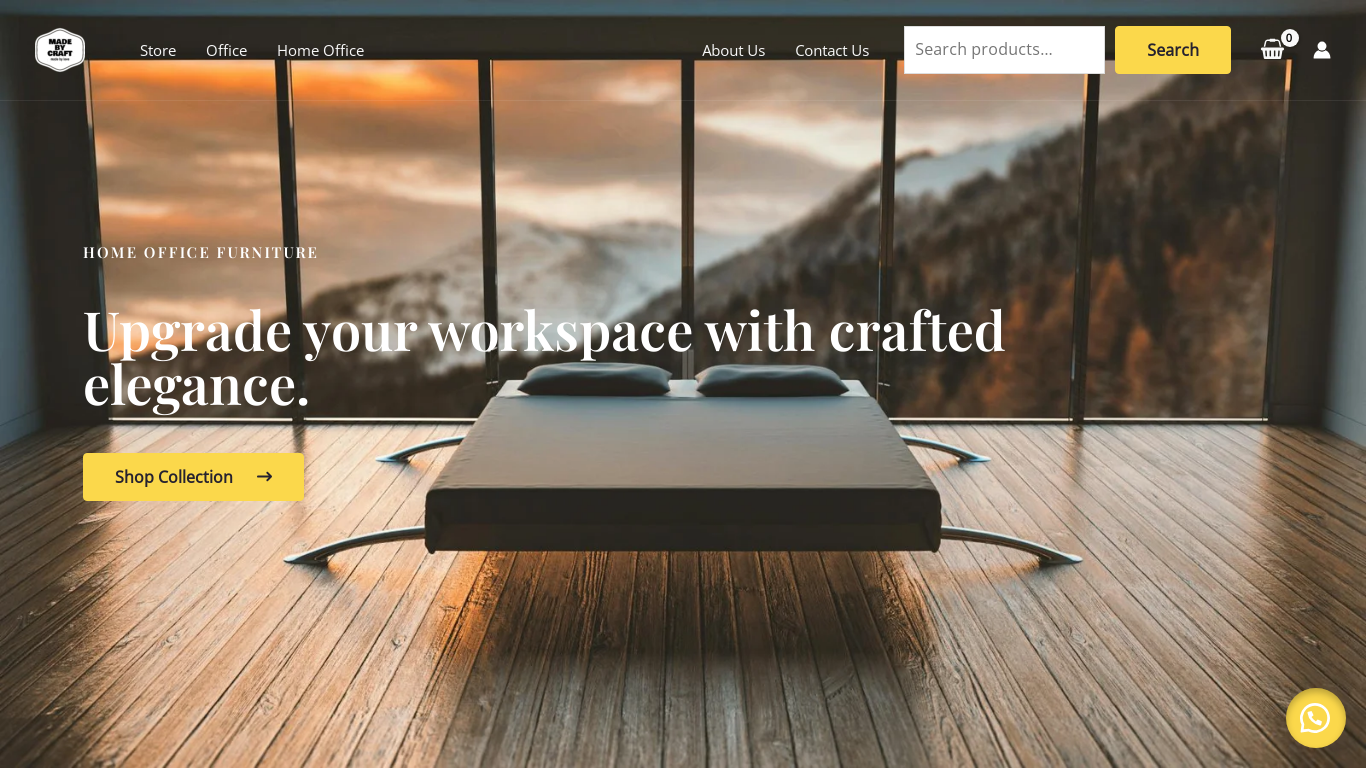 MADE
BY
CRAFT
made by love
Store
Office
Home Office
About Us
Contact Us
Search products…
Search
0
HOME OFFICE FURNITURE
Upgrade your workspace with crafted
elegance.
Shop Collection →